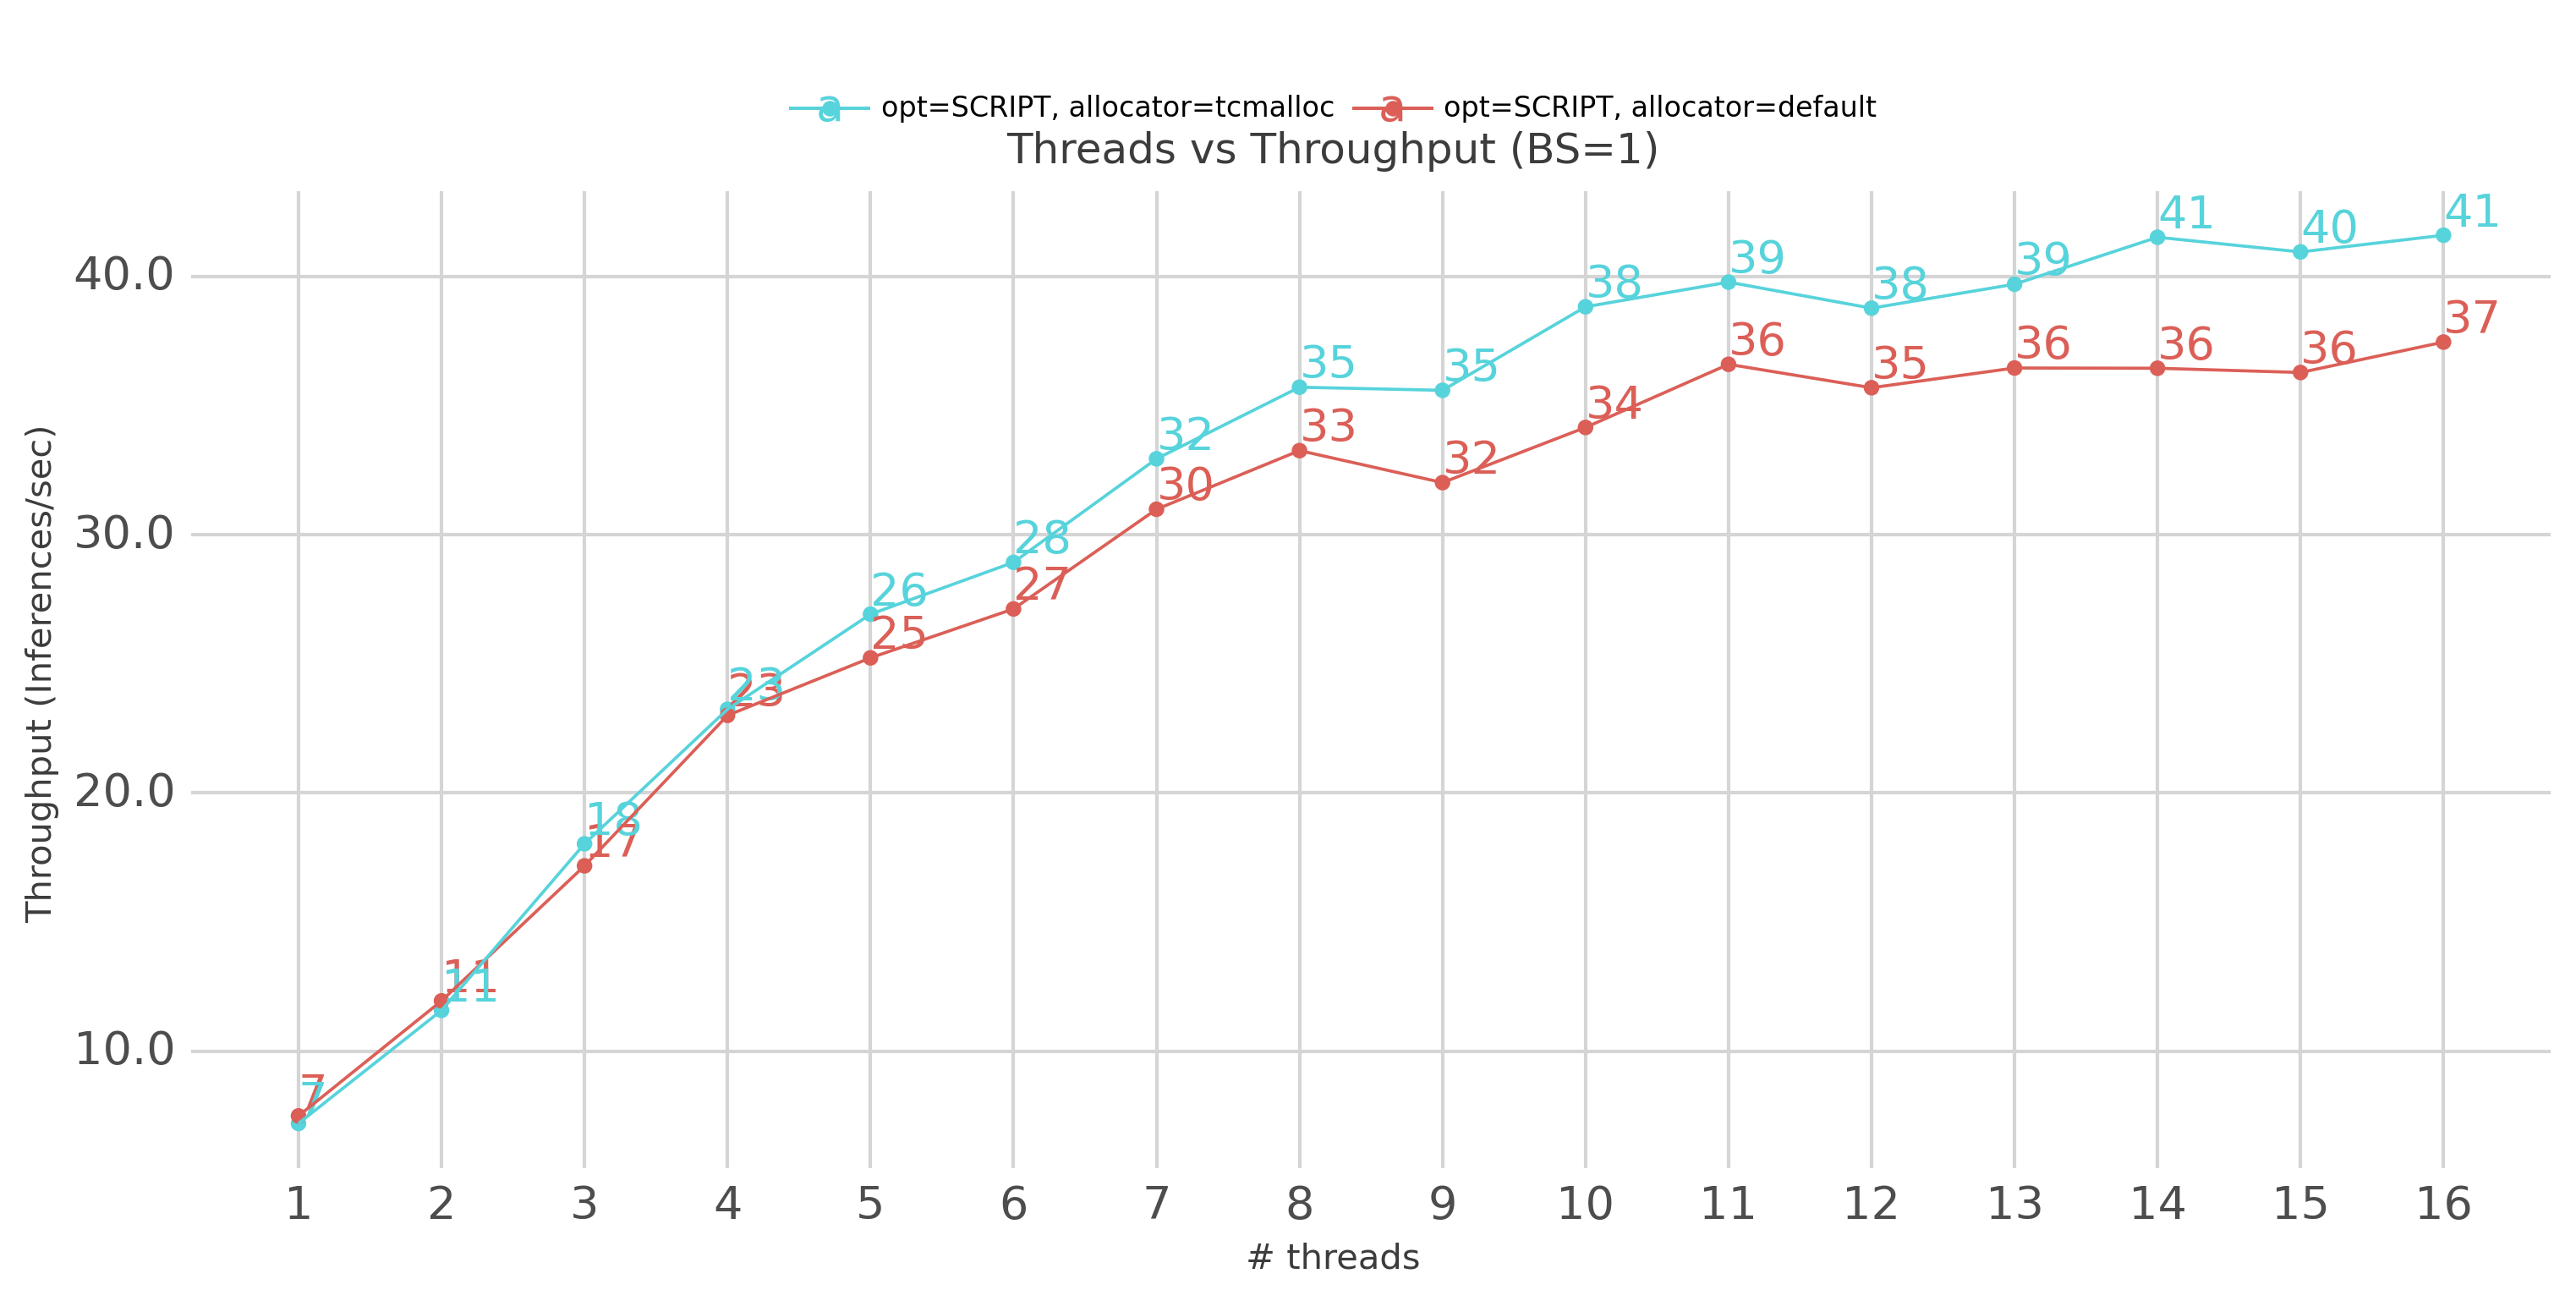 a opt=SCRIPT, allocator=tcmalloc a opt=SCRIPT, allocator=default
Threads vs Throughput (BS=1)
Throughput (Inferences/sec)
40.0
30.0
20.0
10.0
7 11 18 23 26 28 32 35 35 38 39 38 39 41 40 41
7 11 17 23 25 27 30 33 32 34 36 35 36 36 36 37
1 2 3 4 5 6 7 8 9 10 11 12 13 14 15 16
# threads